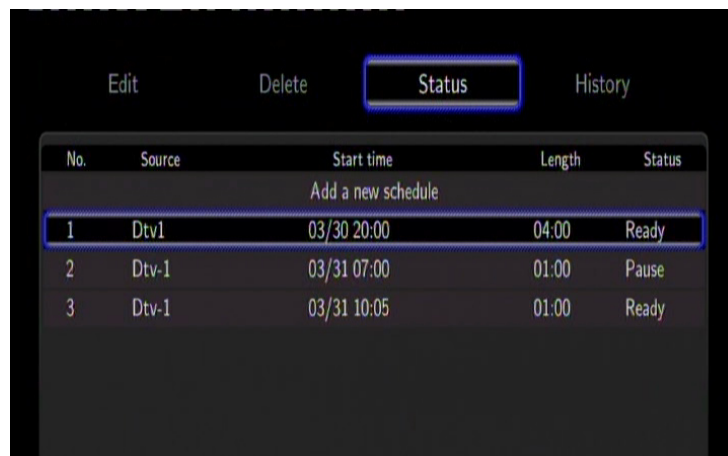 Edit Delete Status History
No. Source Start time Length Status
Add a new schedule
1 Dtv1 03/30 20:00 04:00 Ready
2 Dtv-1 03/31 07:00 01:00 Pause
3 Dtv-1 03/31 10:05 01:00 Ready